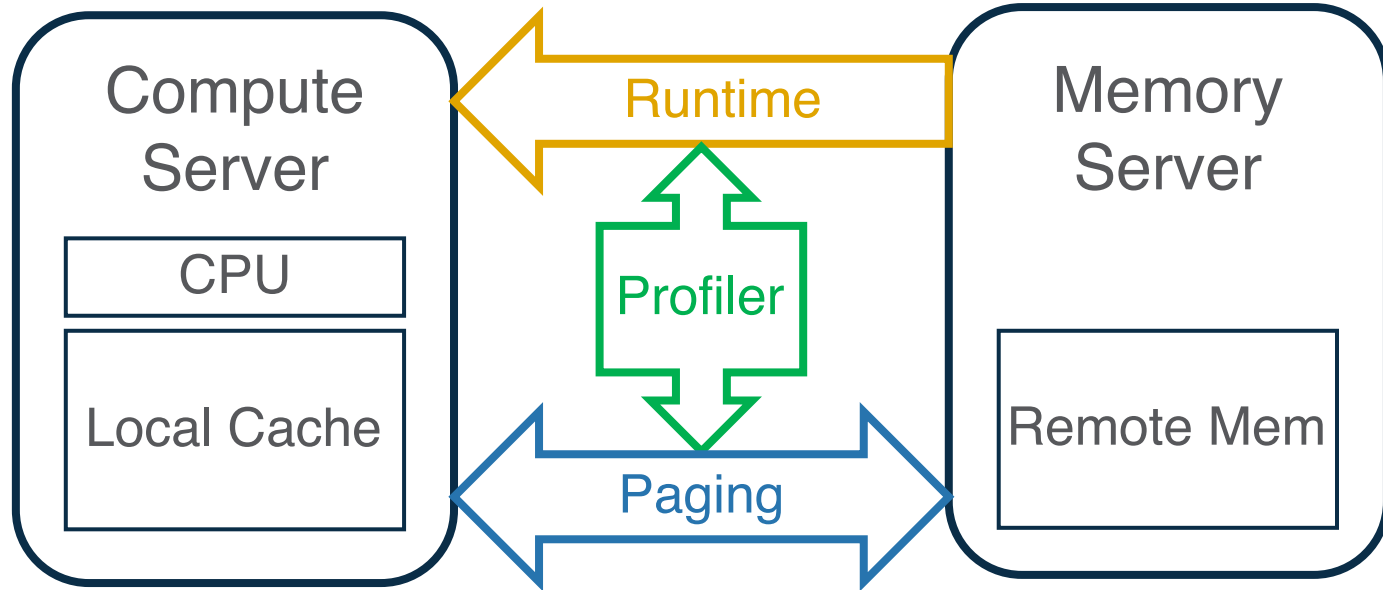 Compute
Server
CPU
Local Cache
Runtime
Profiler
Paging
Memory
Server
Remote Mem